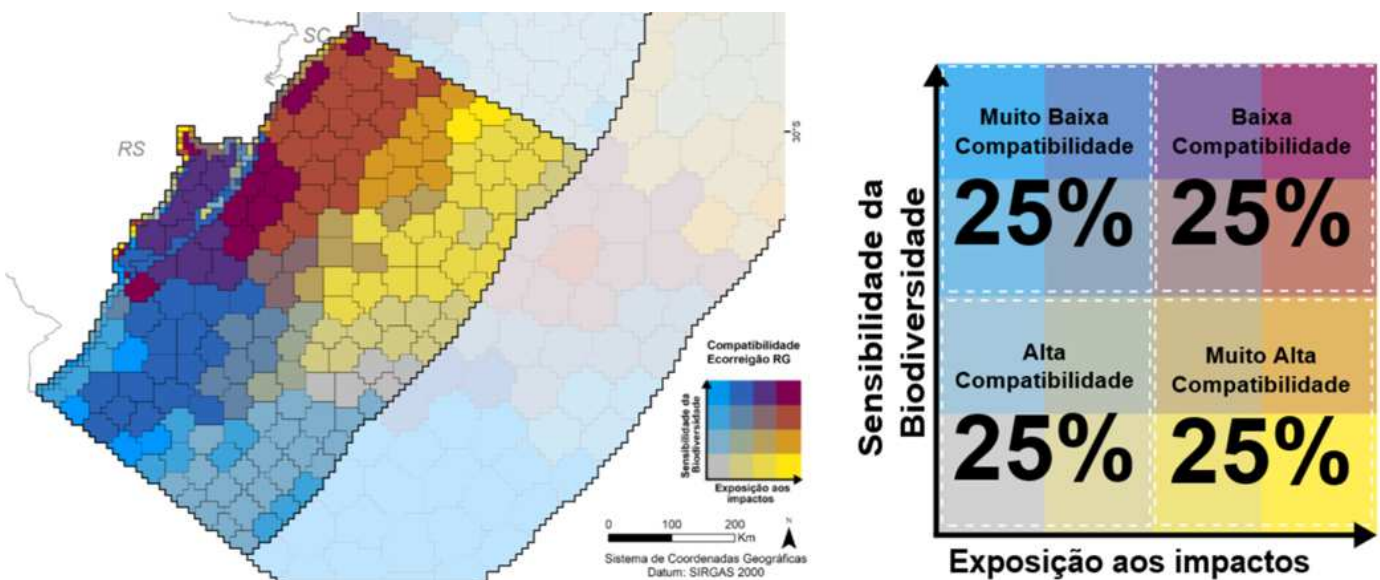 SC
RS
30°S
Compatibilidade
Ecorreigão RG
Sensibilidade da
Biodiversidade
Exposição aos
impactos
0 100 200
Km
N
Sistema de Coordenadas Geográficas
Datum: SIRGAS 2000
Sensibilidade da
Biodiversidade
Muito Baixa
Compatibilidade
25%
Baixa
Compatibilidade
25%
Alta
Compatibilidade
25%
Muito Alta
Compatibilidade
25%
Exposição aos impactos